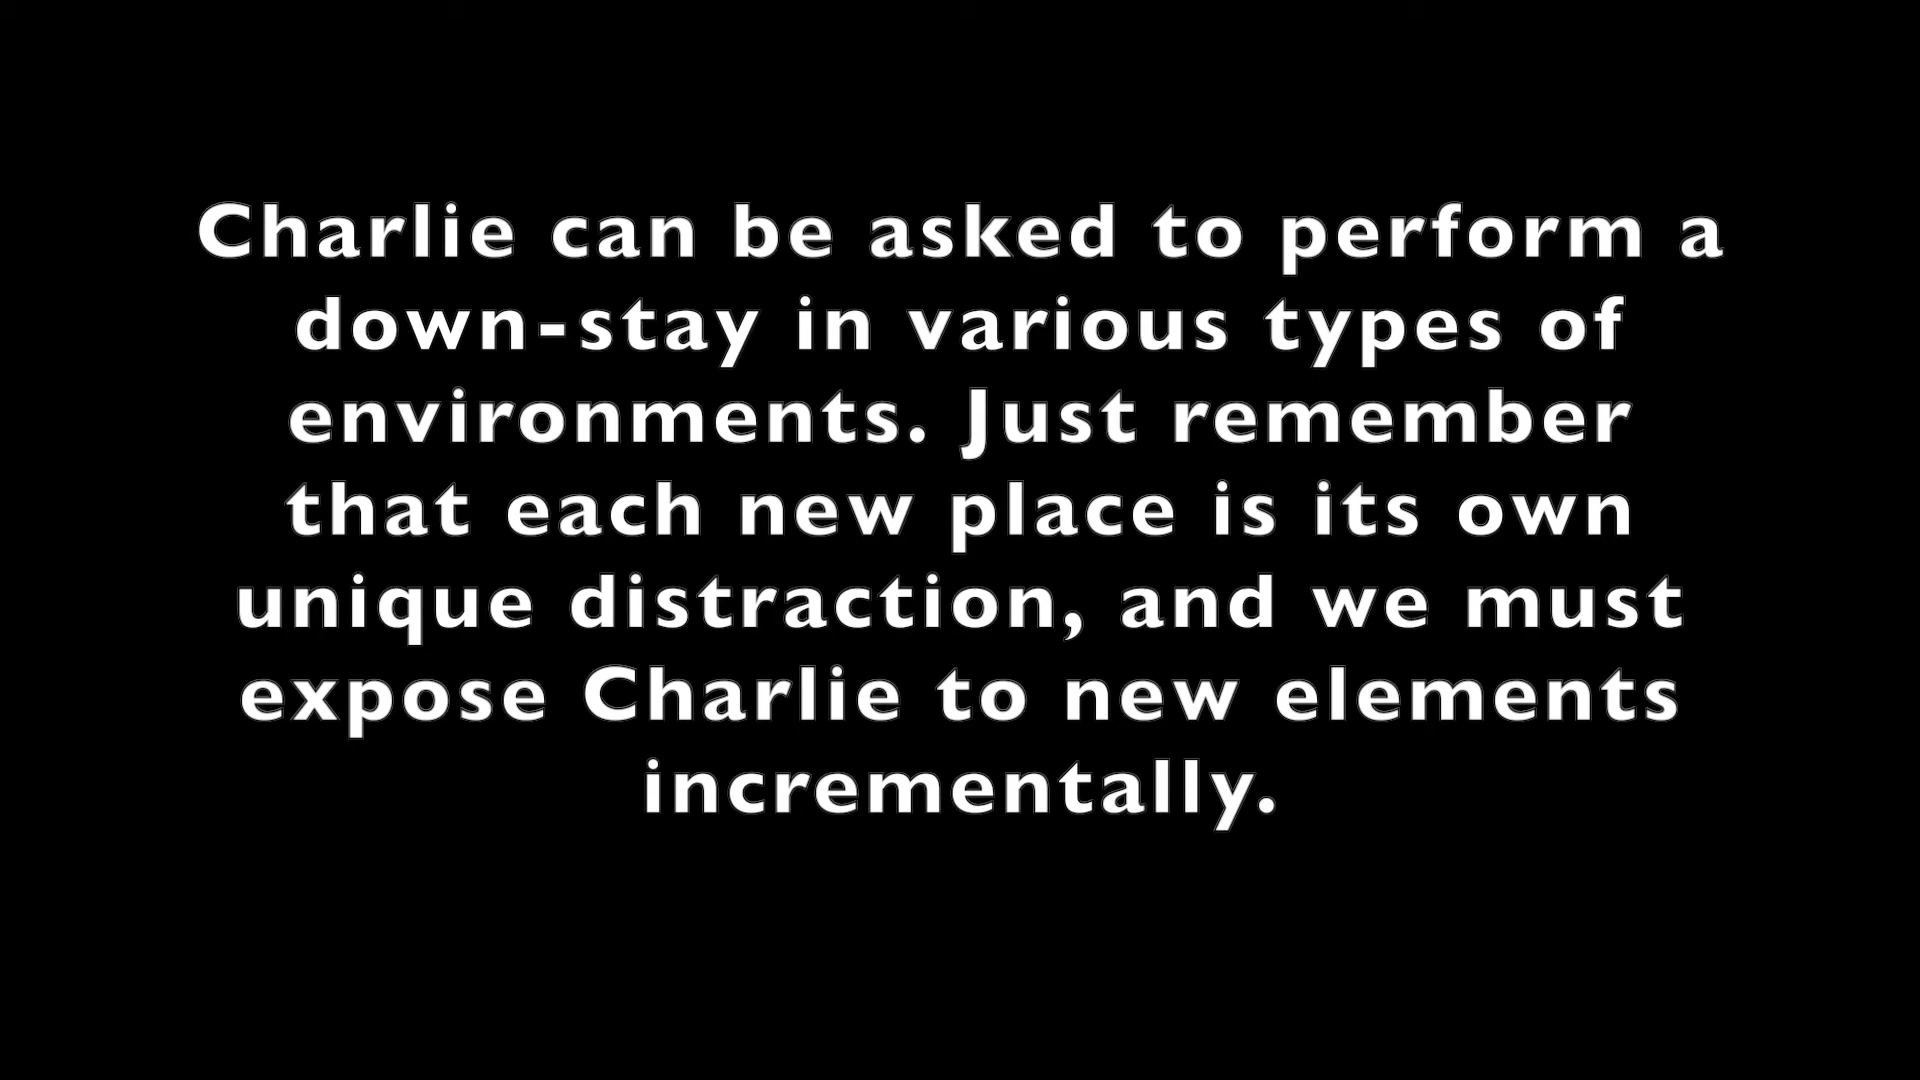 Charlie can be asked to perform a
down-stay in various types of
environments. Just remember
that each new place is its own
unique distraction, and we must
expose Charlie to new elements
incrementally.